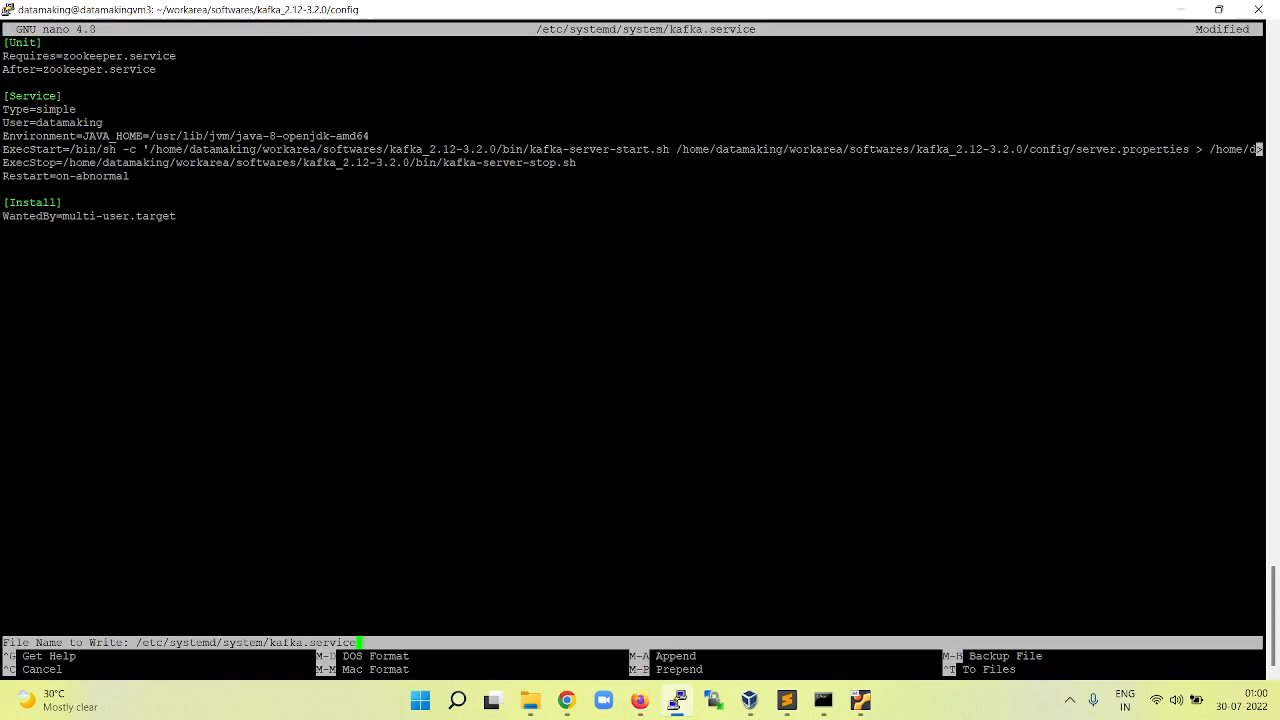 datamaking@datamakingvm3: ~/workarea/softwares/kafka_2.12-3.2.0/config
GNU nano 4.8 /etc/systemd/system/kafka.service Modified
[Unit]
Requires=zookeeper.service
After=zookeeper.service
[Service]
Type=simple
User=datamaking
Environment=JAVA_HOME=/usr/lib/jvm/java-8-openjdk-amd64
ExecStart=/bin/sh -c '/home/datamaking/workarea/softwares/kafka_2.12-3.2.0/bin/kafka-server-start.sh /home/datamaking/workarea/softwares/kafka_2.12-3.2.0/config/server.properties > /home/d>
ExecStop=/home/datamaking/workarea/softwares/kafka_2.12-3.2.0/bin/kafka-server-stop.sh
Restart=on-abnormal
[Install]
WantedBy=multi-user.target
File Name to Write: /etc/systemd/system/kafka.service
^G Get Help M-D DOS Format M-A Append M-B Backup File
^C Cancel M-M Mac Format M-P Prepend ^T To Files
30°C
Mostly clear
ENG
IN
01:00
30-07-2022